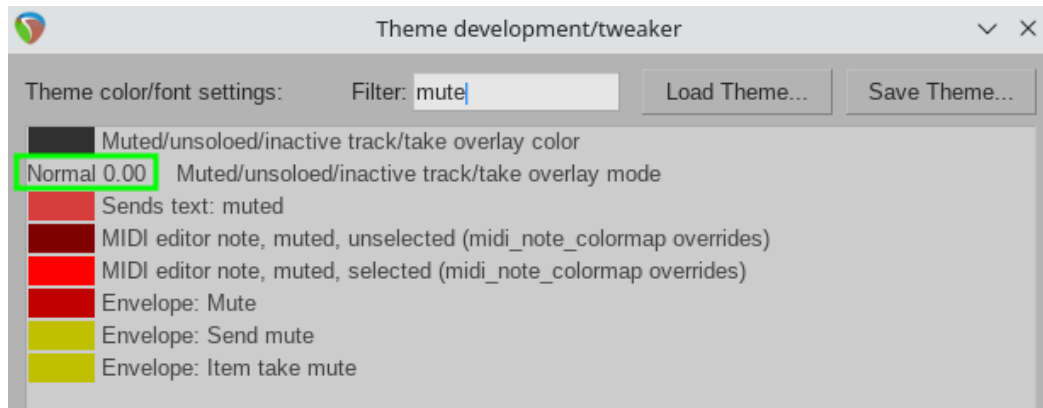 Theme development/tweaker
Theme color/font settings: Filter: mute Load Theme... Save Theme...
Muted/unsoloed/inactive track/take overlay color
Normal 0.00 Muted/unsoloed/inactive track/take overlay mode
Sends text: muted
MIDI editor note, muted, unselected (midi_note_colormap overrides)
MIDI editor note, muted, selected (midi_note_colormap overrides)
Envelope: Mute
Envelope: Send mute
Envelope: Item take mute